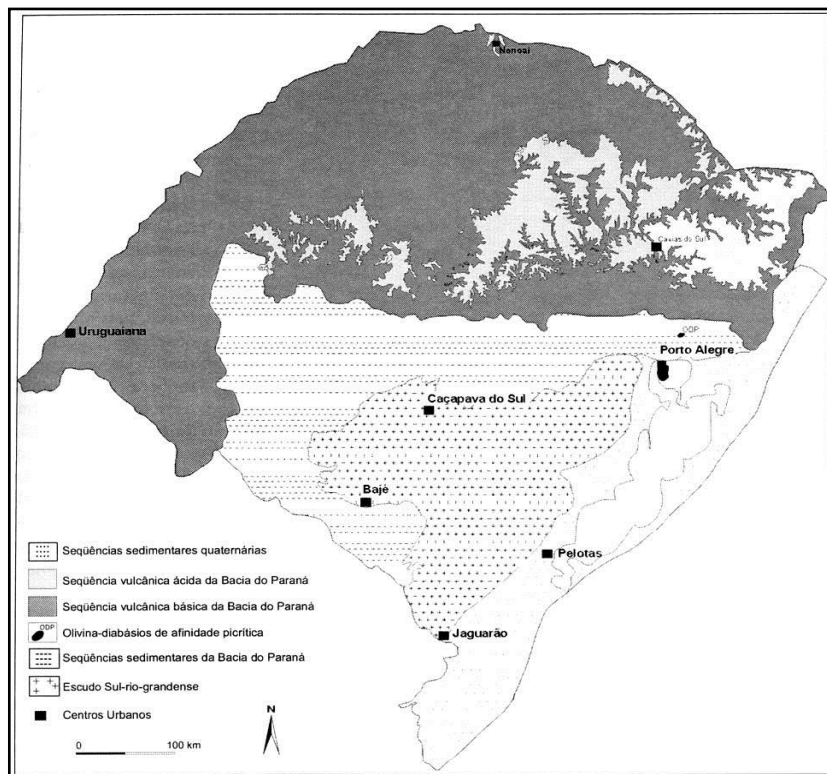 Nonoai
Caxias do Sul
Uruguaiana
ODP
Porto Alegre
Caçapava do Sul
Bajé
Pelotas
Jaguarão
Seqüências sedimentares quaternárias
Seqüência vulcânica ácida da Bacia do Paraná
Seqüência vulcânica básica da Bacia do Paraná
ODP
Olivina-diabásios de afinidade picrítica
Seqüências sedimentares da Bacia do Paraná
Escudo Sul-rio-grandense
Centros Urbanos
N
0 100 km